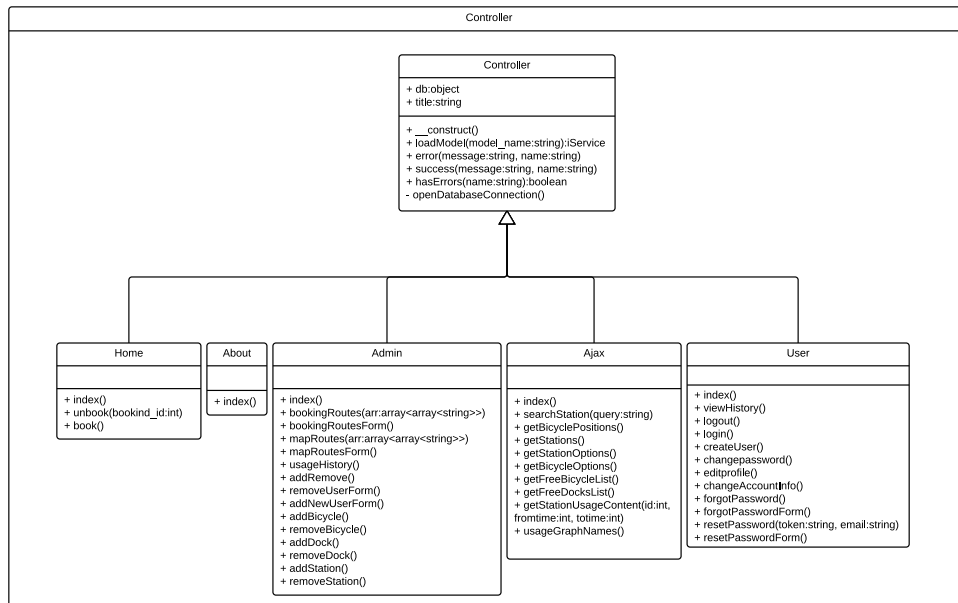 Controller
Controller
+ db:object
+ title:string
+ __construct()
+ loadModel(model_name:string):iService
+ error(message:string, name:string)
+ success(message:string, name:string)
+ hasErrors(name:string):boolean
- openDatabaseConnection()
Home
+ index()
+ unbook(bookind_id:int)
+ book()
About
+ index()
Admin
+ index()
+ bookingRoutes(arr:array<array<string>>)
+ bookingRoutesForm()
+ mapRoutes(arr:array<array<string>>)
+ mapRoutesForm()
+ usageHistory()
+ addRemove()
+ removeUserForm()
+ addNewUserForm()
+ addBicycle()
+ removeBicycle()
+ addDock()
+ removeDock()
+ addStation()
+ removeStation()
Ajax
+ index()
+ searchStation(query:string)
+ getBicyclePositions()
+ getStations()
+ getStationOptions()
+ getBicycleOptions()
+ getFreeBicycleList()
+ getFreeDocksList()
+ getStationUsageContent(id:int,
fromtime:int, totime:int)
+ usageGraphNames()
User
+ index()
+ viewHistory()
+ logout()
+ login()
+ createUser()
+ changepassword()
+ editprofile()
+ changeAccountInfo()
+ forgotPassword()
+ forgotPasswordForm()
+ resetPassword(token:string, email:string)
+ resetPasswordForm()